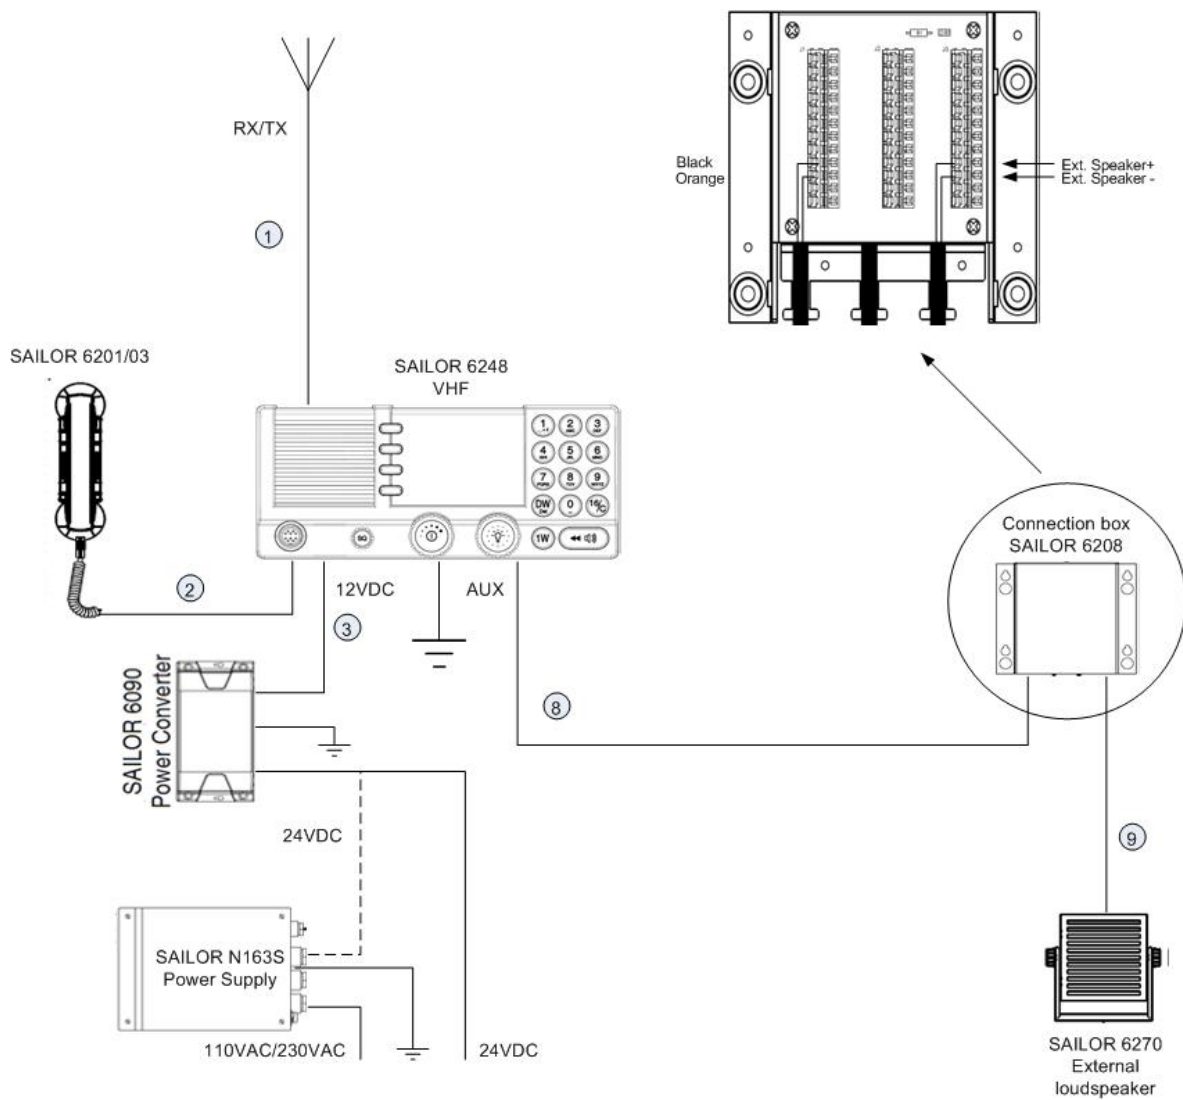 RX/TX
Black
Orange
Ext. Speaker+
Ext. Speaker -
1
SAILOR 6201/03
SAILOR 6248
VHF
1
2
3
4
5
6
7
8
9
DW
0
16/C
SQ
1W
Connection box
SAILOR 6208
2
12VDC
AUX
3
SAILOR 6090
Power Converter
8
24VDC
9
SAILOR N163S
Power Supply
110VAC/230VAC
24VDC
SAILOR 6270
External
loudspeaker